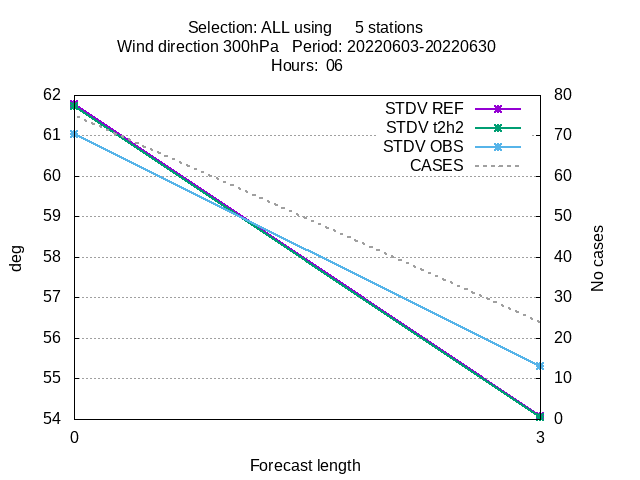 Selection: ALL using 5 stations
Wind direction 300hPa Period: 20220603-20220630
Hours: 06
62
61
60
59
58
57
56
55
54
80
70
60
50
40
30
20
10
0
STDV REF
STDV t2h2
STDV OBS
CASES
deg
No cases
0
3
Forecast length